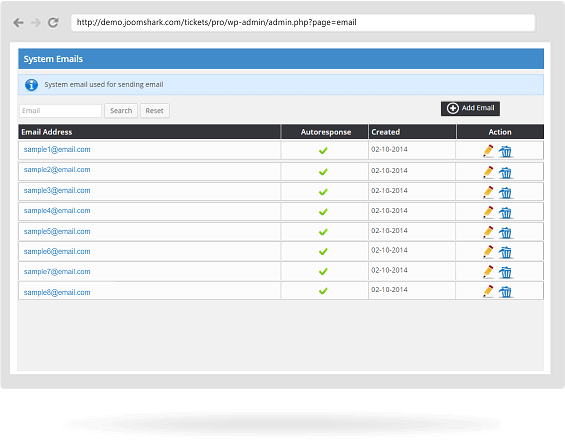 http://demo.joomshark.com/tickets/pro/wp-admin/admin.php?page=email
System Emails
System email used for sending email
Email Search Reset Add Email
Email Address Autoresponse Created Action
sample1@email.com 02-10-2014
sample2@email.com 02-10-2014
sample3@email.com 02-10-2014
sample4@email.com 02-10-2014
sample5@email.com 02-10-2014
sample6@email.com 02-10-2014
sample7@email.com 02-10-2014
sample8@email.com 02-10-2014